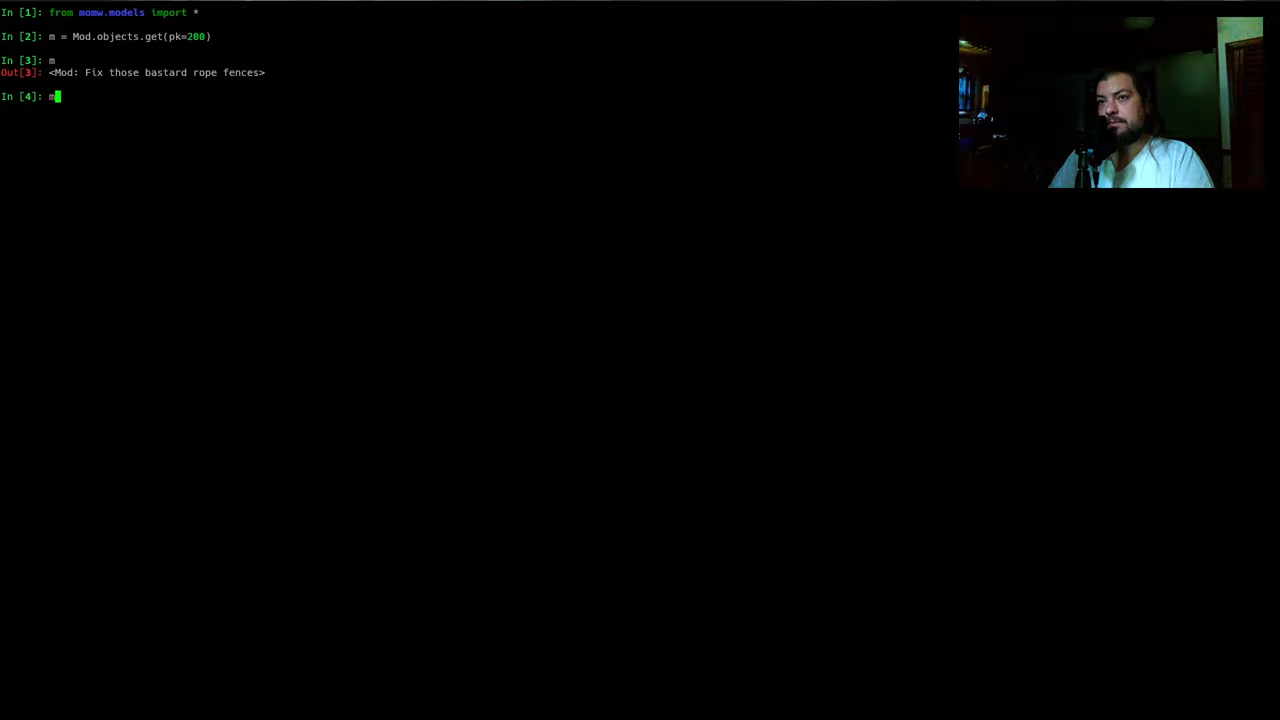 In [1]: from momw.models import *
In [2]: m = Mod.objects.get(pk=200)
In [3]: m
Out[3]: <Mod: Fix those bastard rope fences>
In [4]: m